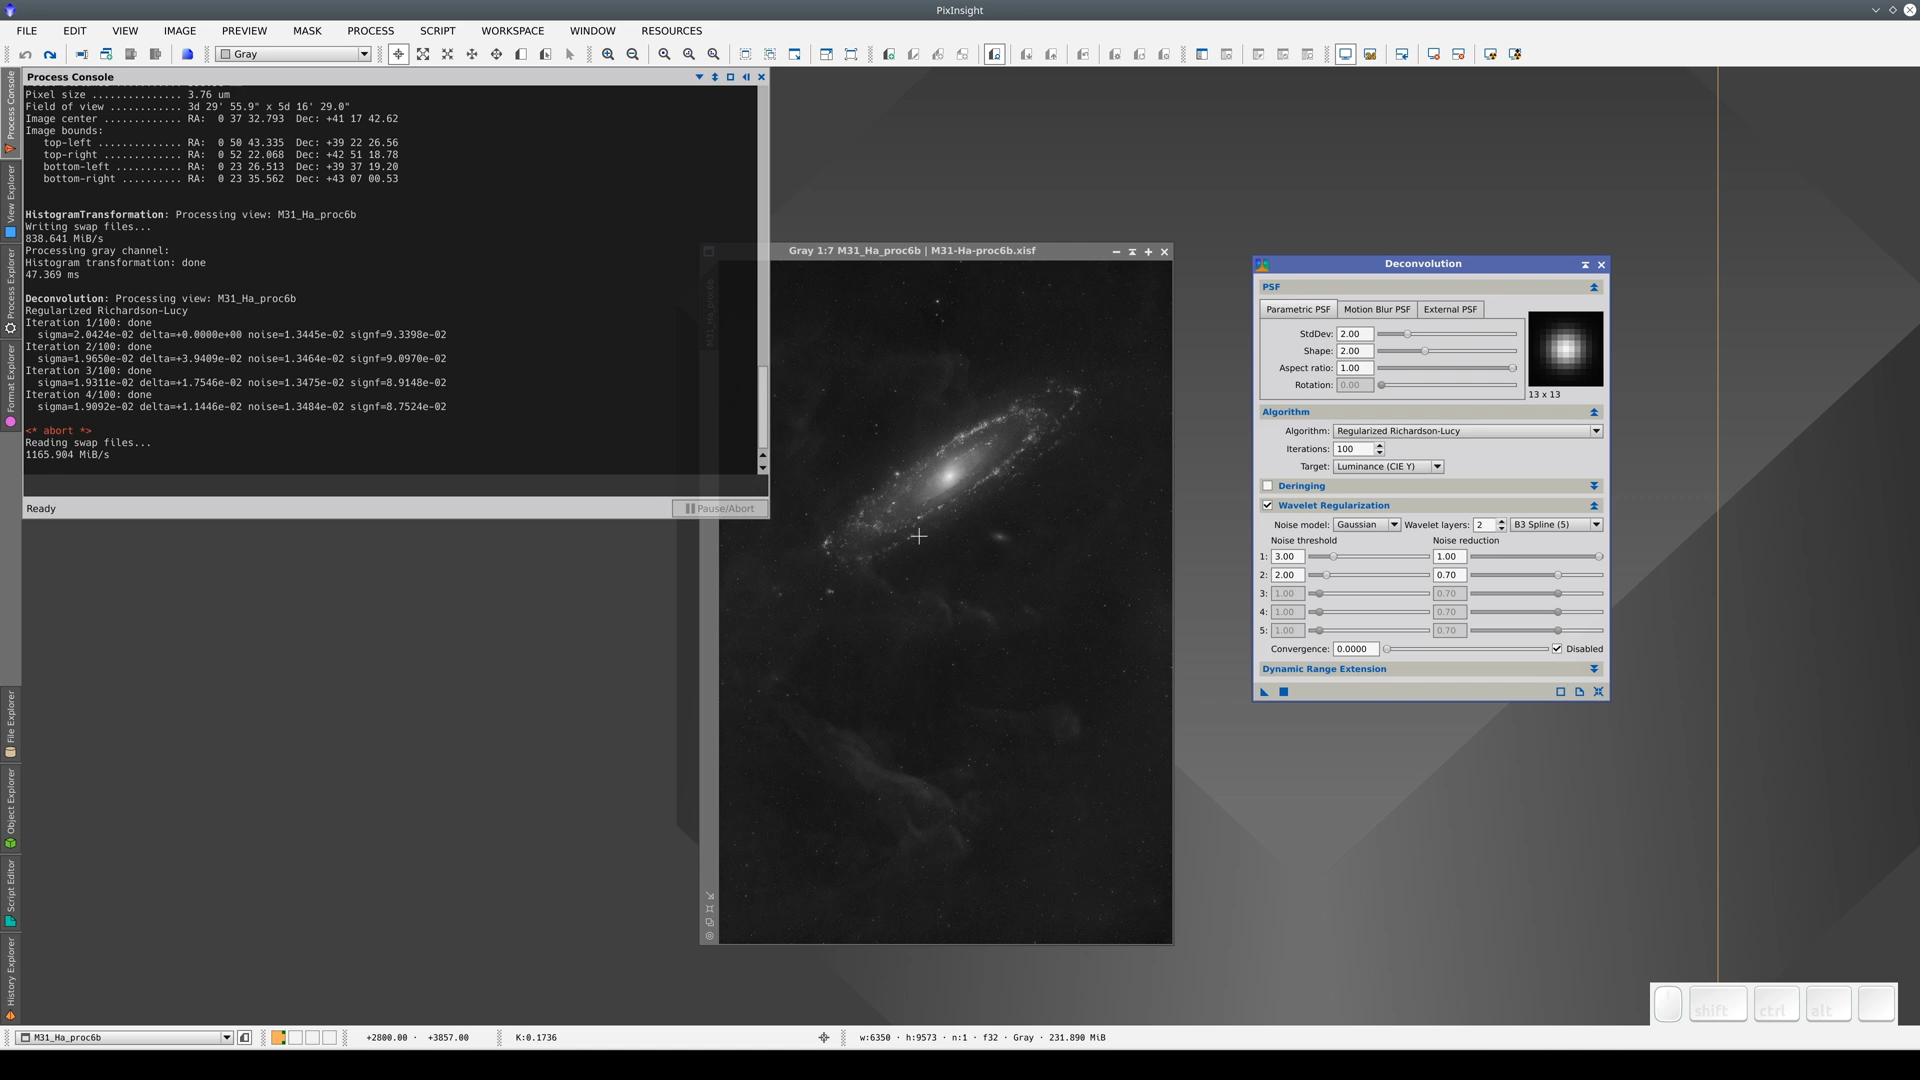 PixInsight
FILE EDIT VIEW IMAGE PREVIEW MASK PROCESS SCRIPT WORKSPACE WINDOW RESOURCES
Gray
Process Console
Pixel size ............... 3.76 um
Field of view ............ 3d 29' 55.9" x 5d 16' 29.0"
Image center ............. RA: 0 37 32.793 Dec: +41 17 42.62
Image bounds:
top-left .............. RA: 0 50 43.335 Dec: +39 22 26.56
top-right ............. RA: 0 52 22.068 Dec: +42 51 18.78
bottom-left ........... RA: 0 23 26.513 Dec: +39 37 19.20
bottom-right .......... RA: 0 23 35.562 Dec: +43 07 00.53
HistogramTransformation: Processing view: M31_Ha_proc6b
Writing swap files...
838.641 MiB/s
Processing gray channel:
Histogram transformation: done
47.369 ms
Deconvolution: Processing view: M31_Ha_proc6b
Regularized Richardson-Lucy
Iteration 1/100: done
sigma=2.0424e-02 delta=+0.0000e+00 noise=1.3445e-02 signf=9.3398e-02
Iteration 2/100: done
sigma=1.9650e-02 delta=+3.9409e-02 noise=1.3464e-02 signf=9.0970e-02
Iteration 3/100: done
sigma=1.9311e-02 delta=+1.7546e-02 noise=1.3475e-02 signf=8.9148e-02
Iteration 4/100: done
sigma=1.9092e-02 delta=+1.1446e-02 noise=1.3484e-02 signf=8.7524e-02
<* abort *>
Reading swap files...
1165.904 MiB/s
Ready
Pause/Abort
Process Console
View Explorer
Process Explorer
Format Explorer
File Explorer
Object Explorer
Script Editor
History Explorer
Gray 1:7 M31_Ha_proc6b | M31-Ha-proc6b.xisf
M31_Ha_proc6b
Deconvolution
PSF
Parametric PSF Motion Blur PSF External PSF
StdDev: 2.00
Shape: 2.00
Aspect ratio: 1.00
Rotation: 0.00
13 x 13
Algorithm
Algorithm: Regularized Richardson-Lucy
Iterations: 100
Target: Luminance (CIE Y)
Deringing
Wavelet Regularization
Noise model: Gaussian Wavelet layers: 2 B3 Spline (5)
Noise threshold Noise reduction
1: 3.00 1.00
2: 2.00 0.70
3: 1.00 0.70
4: 1.00 0.70
5: 1.00 0.70
Convergence: 0.0000 Disabled
Dynamic Range Extension
shift ctrl alt
M31_Ha_proc6b
+2800.00 · +3857.00
K:0.1736
w:6350 · h:9573 · n:1 · f32 · Gray · 231.890 MiB